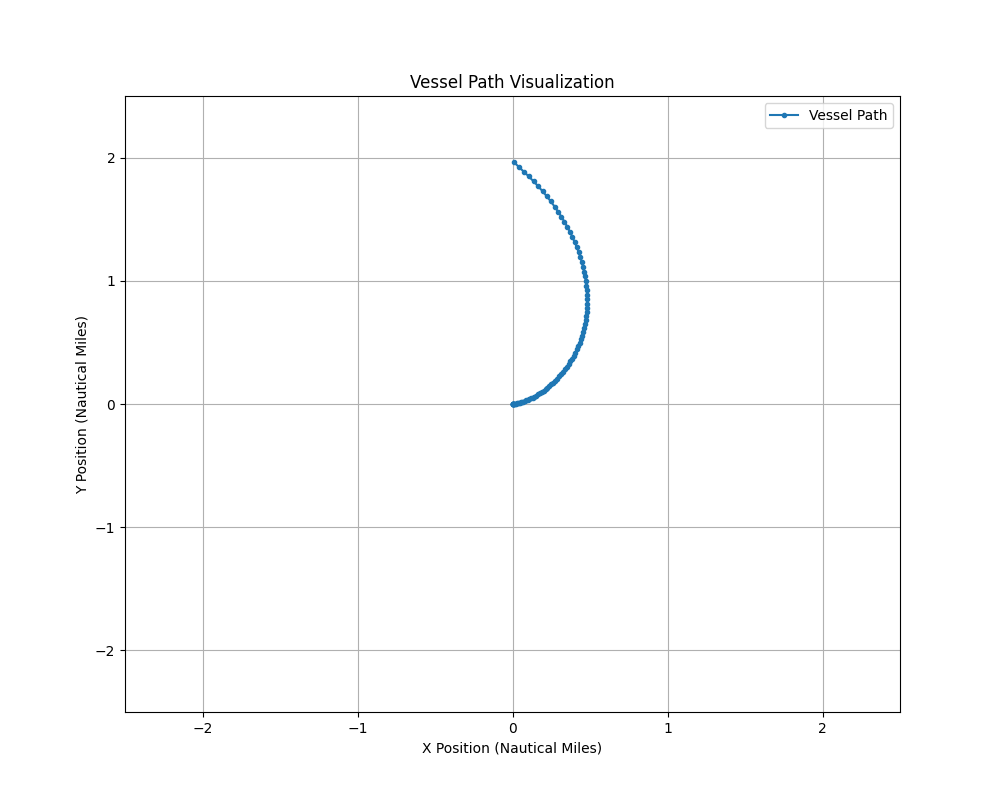 Vessel Path Visualization
Vessel Path
Y Position (Nautical Miles)
2
1
0
−1
−2
−2
−1
0
1
2
X Position (Nautical Miles)